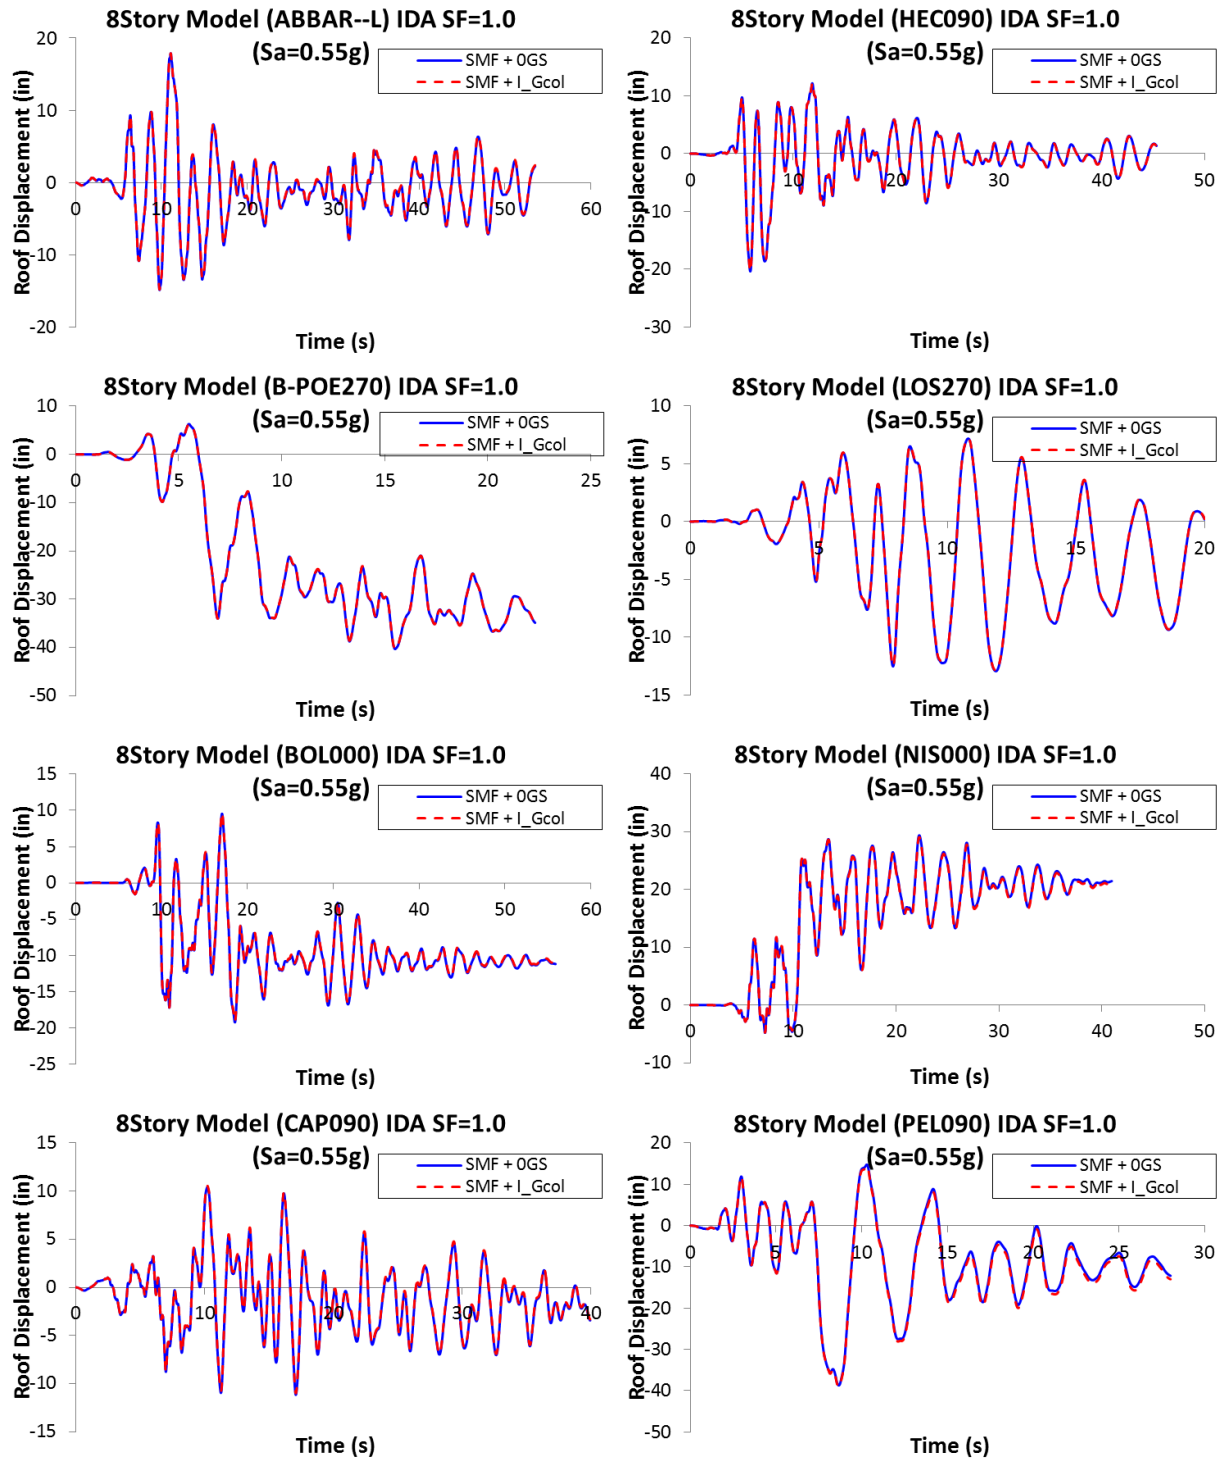 8Story Model (ABBAR--L) IDA SF=1.0
(Sa=0.55g)
SMF + 0GS
SMF + I_Gcol
Roof Displacement (in)
20
10
0
-10
-20
0
10
20
30
40
50
60
Time (s)
8Story Model (HEC090) IDA SF=1.0
(Sa=0.55g)
SMF + 0GS
SMF + I_Gcol
Roof Displacement (in)
20
10
0
-10
-20
-30
0
10
20
30
40
50
Time (s)
8Story Model (B-POE270) IDA SF=1.0
(Sa=0.55g)
SMF + 0GS
SMF + I_Gcol
Roof Displacement (in)
10
0
-10
-20
-30
-40
-50
0
5
10
15
20
25
Time (s)
8Story Model (LOS270) IDA SF=1.0
(Sa=0.55g)
SMF + 0GS
SMF + I_Gcol
Roof Displacement (in)
10
5
0
-5
-10
-15
0
5
10
15
20
Time (s)
8Story Model (BOL000) IDA SF=1.0
(Sa=0.55g)
SMF + 0GS
SMF + I_Gcol
Roof Displacement (in)
15
10
5
0
-5
-10
-15
-20
-25
0
10
20
30
40
50
60
Time (s)
8Story Model (NIS000) IDA SF=1.0
(Sa=0.55g)
SMF + 0GS
SMF + I_Gcol
Roof Displacement (in)
40
30
20
10
0
-10
0
10
20
30
40
50
Time (s)
8Story Model (CAP090) IDA SF=1.0
(Sa=0.55g)
SMF + 0GS
SMF + I_Gcol
Roof Displacement (in)
15
10
5
0
-5
-10
-15
0
10
20
30
40
Time (s)
8Story Model (PEL090) IDA SF=1.0
(Sa=0.55g)
SMF + 0GS
SMF + I_Gcol
Roof Displacement (in)
20
10
0
-10
-20
-30
-40
-50
0
5
10
15
20
25
30
Time (s)